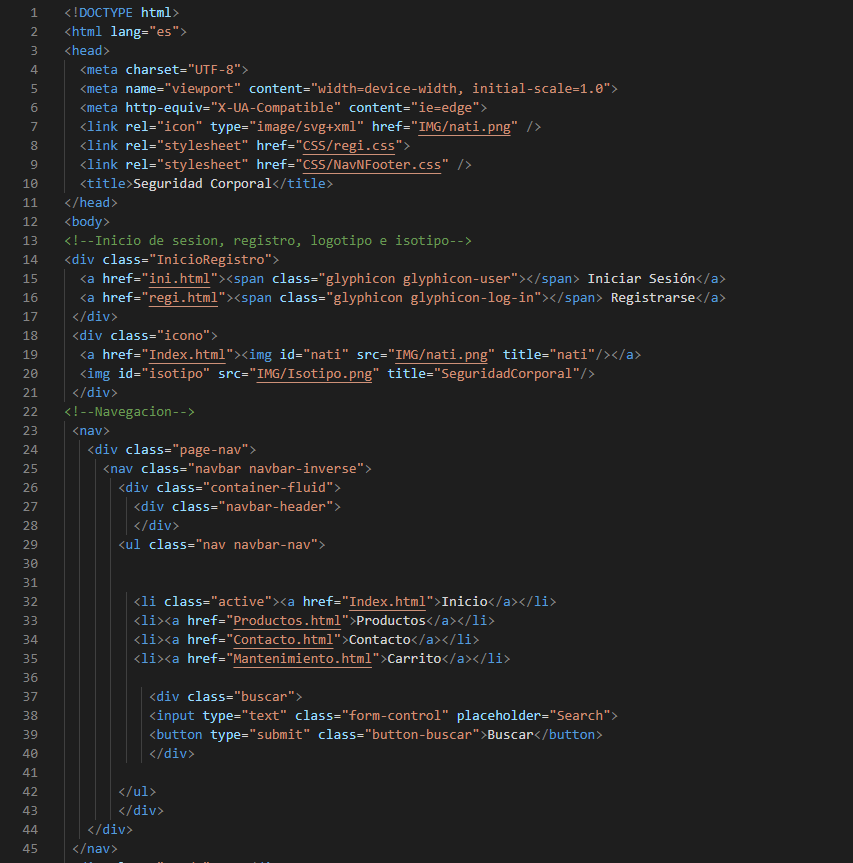 1 <!DOCTYPE html>
2 <html lang="es">
3 <head>
4 <meta charset="UTF-8">
5 <meta name="viewport" content="width=device-width, initial-scale=1.0">
6 <meta http-equiv="X-UA-Compatible" content="ie=edge">
7 <link rel="icon" type="image/svg+xml" href="IMG/nati.png" />
8 <link rel="stylesheet" href="CSS/regi.css">
9 <link rel="stylesheet" href="CSS/NavNFooter.css" />
10 <title>Seguridad Corporal</title>
11 </head>
12 <body>
13 <!--Inicio de sesion, registro, logotipo e isotipo-->
14 <div class="InicioRegistro">
15 <a href="ini.html"><span class="glyphicon glyphicon-user"></span> Iniciar Sesión</a>
16 <a href="regi.html"><span class="glyphicon glyphicon-log-in"></span> Registrarse</a>
17 </div>
18 <div class="icono">
19 <a href="Index.html"><img id="nati" src="IMG/nati.png" title="nati"/></a>
20 <img id="isotipo" src="IMG/Isotipo.png" title="SeguridadCorporal"/>
21 </div>
22 <!--Navegacion-->
23 <nav>
24 <div class="page-nav">
25 <nav class="navbar navbar-inverse">
26 <div class="container-fluid">
27 <div class="navbar-header">
28 </div>
29 <ul class="nav navbar-nav">
30
31
32 <li class="active"><a href="Index.html">Inicio</a></li>
33 <li><a href="Productos.html">Productos</a></li>
34 <li><a href="Contacto.html">Contacto</a></li>
35 <li><a href="Mantenimiento.html">Carrito</a></li>
36
37 <div class="buscar">
38 <input type="text" class="form-control" placeholder="Search">
39 <button type="submit" class="button-buscar">Buscar</button>
40 </div>
41
42 </ul>
43 </div>
44 </div>
45 </nav>